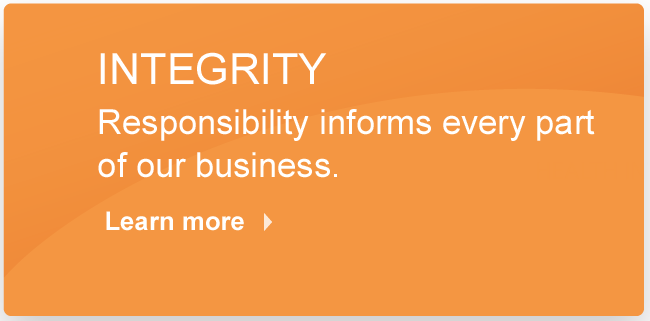 INTEGRITY
Responsibility informs every part
of our business.
Learn more